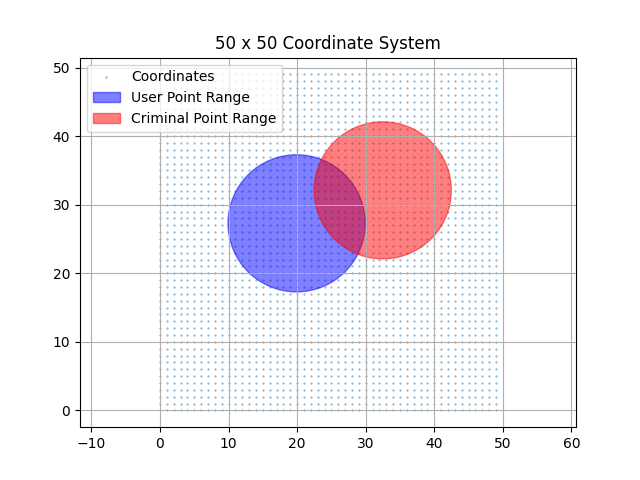 50 x 50 Coordinate System
Coordinates
User Point Range
Criminal Point Range
50
40
30
20
10
0
−10 0 10 20 30 40 50 60